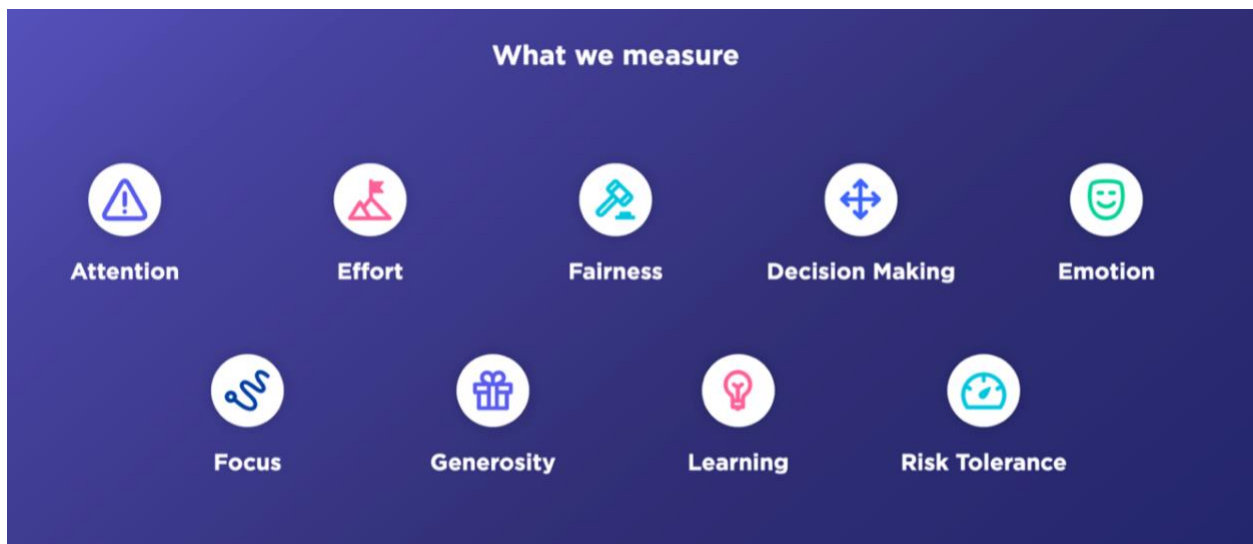 What we measure
Attention
Effort
Fairness
Decision Making
Emotion
Focus
Generosity
Learning
Risk Tolerance